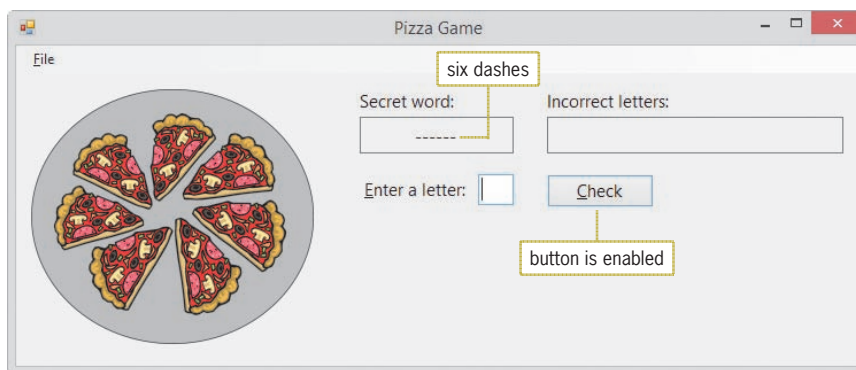 Pizza Game
File
six dashes
Secret word:
Incorrect letters:
------
Enter a letter:
Check
button is enabled